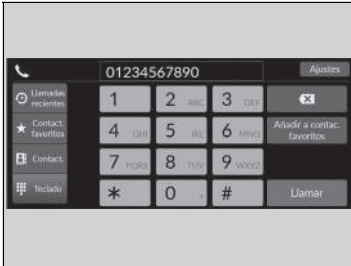 01234567890
Ajustes
Llamadas
recientes
Contact.
favoritos
Contact.
Teclado
1
2 ABC
3 DEF
4 GHI
5 JKL
6 MNO
7 PQRS
8 TUV
9 WXYZ
*
0 +
#
Añadir a contac.
favoritos
Llamar